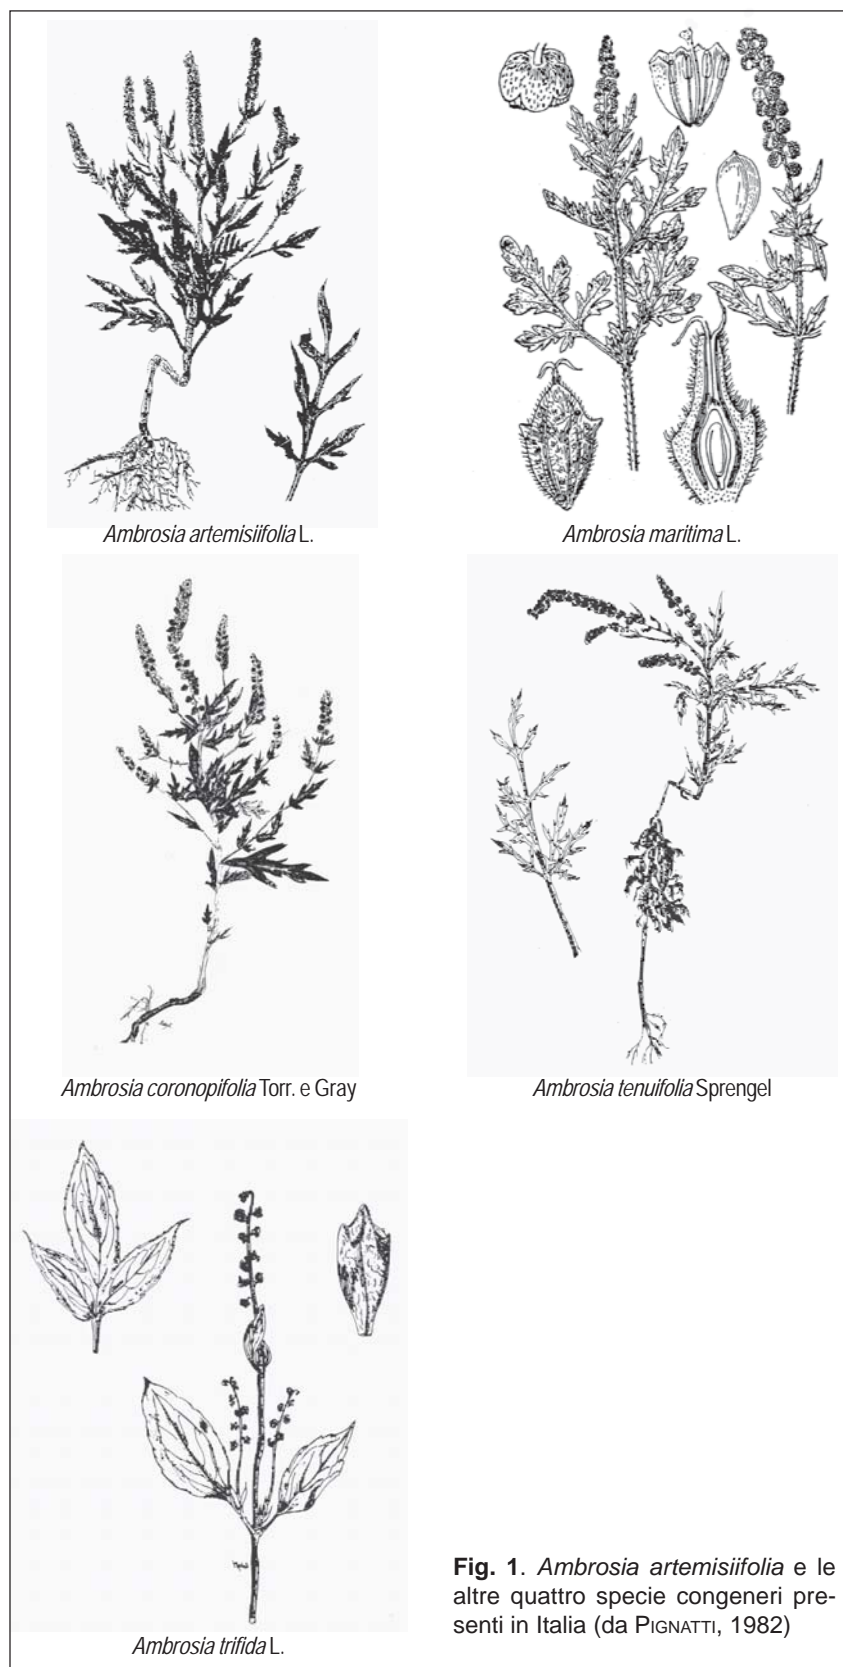 Ambrosia artemisiifolia L.
Ambrosia maritima L.
Ambrosia coronopifolia Torr. e Gray
Ambrosia tenuifolia Sprengel
Ambrosia trifida L.
Fig. 1. Ambrosia artemisiifolia e le
altre quattro specie congeneri pre-
senti in Italia (da PIGNATTI, 1982)